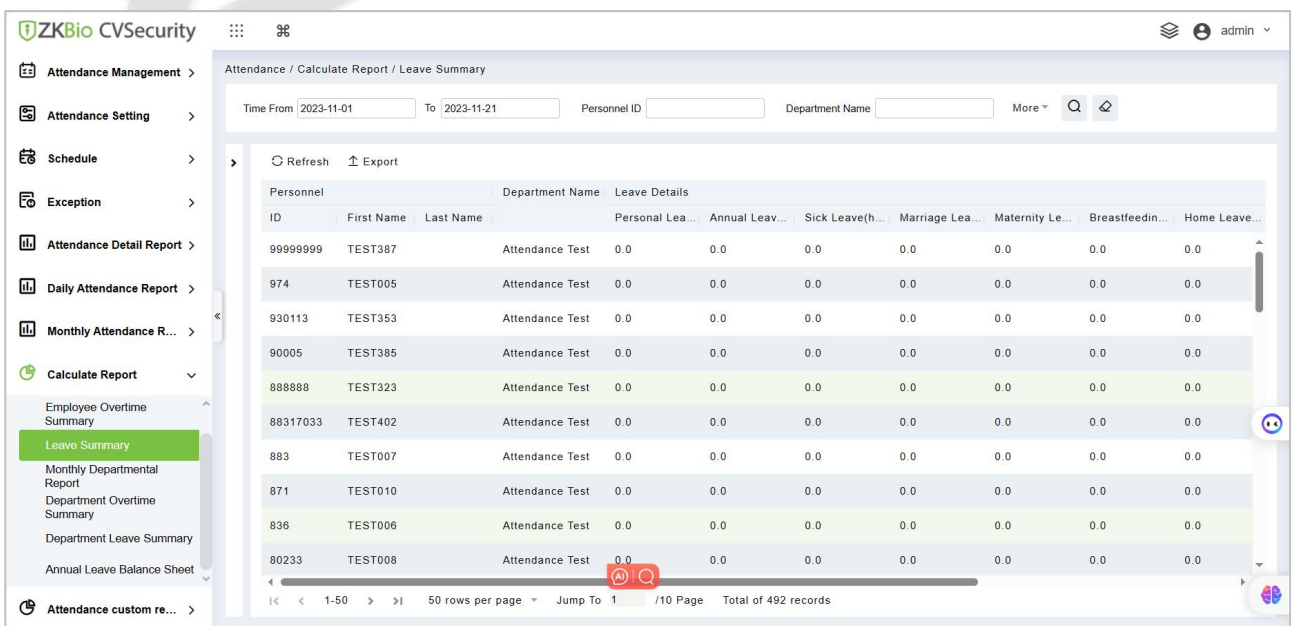 ZKBio CVSecurity
admin
Attendance Management
Attendance Setting
Schedule
Exception
Attendance Detail Report
Daily Attendance Report
Monthly Attendance R...
Calculate Report
Employee Overtime
Summary
Leave Summary
Monthly Departmental
Report
Department Overtime
Summary
Department Leave Summary
Annual Leave Balance Sheet
Attendance custom re...
Attendance / Calculate Report / Leave Summary
Time From 2023-11-01 To 2023-11-21 Personnel ID Department Name More
Refresh Export
Personnel Department Name Leave Details
ID First Name Last Name Personal Lea... Annual Leav... Sick Leave(h... Marriage Lea... Maternity Le... Breastfeedin... Home Leave...
99999999 TEST387 Attendance Test 0.0 0.0 0.0 0.0 0.0 0.0 0.0
974 TEST005 Attendance Test 0.0 0.0 0.0 0.0 0.0 0.0 0.0
930113 TEST353 Attendance Test 0.0 0.0 0.0 0.0 0.0 0.0 0.0
90005 TEST385 Attendance Test 0.0 0.0 0.0 0.0 0.0 0.0 0.0
888888 TEST323 Attendance Test 0.0 0.0 0.0 0.0 0.0 0.0 0.0
88317033 TEST402 Attendance Test 0.0 0.0 0.0 0.0 0.0 0.0 0.0
883 TEST007 Attendance Test 0.0 0.0 0.0 0.0 0.0 0.0 0.0
871 TEST010 Attendance Test 0.0 0.0 0.0 0.0 0.0 0.0 0.0
836 TEST006 Attendance Test 0.0 0.0 0.0 0.0 0.0 0.0 0.0
80233 TEST008 Attendance Test 0.0 0.0 0.0 0.0 0.0 0.0 0.0
AI
1-50 50 rows per page Jump To 1 /10 Page Total of 492 records